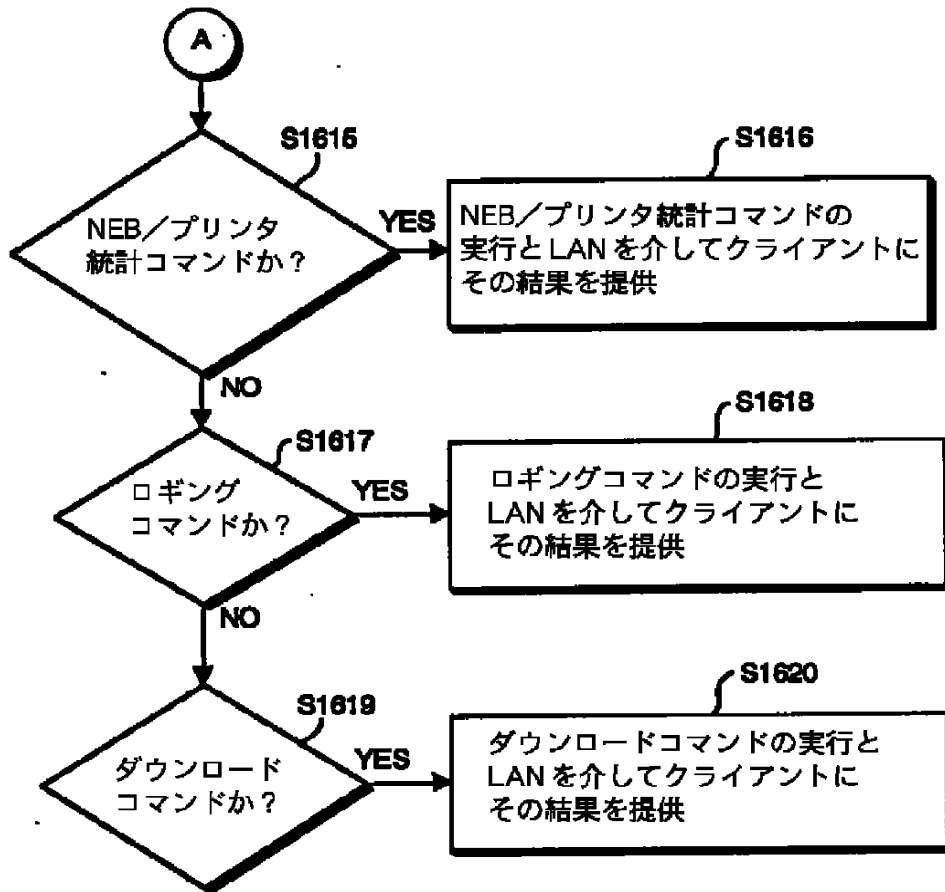 A
S1615
NEB／プリンタ
統計コマンドか？
YES
S1616
NEB／プリンタ統計コマンドの
実行とLANを介してクライアントに
その結果を提供
NO
S1617
ロギング
コマンドか？
YES
S1618
ロギングコマンドの実行と
LANを介してクライアントに
その結果を提供
NO
S1619
ダウンロード
コマンドか？
YES
S1620
ダウンロードコマンドの実行と
LANを介してクライアントに
その結果を提供